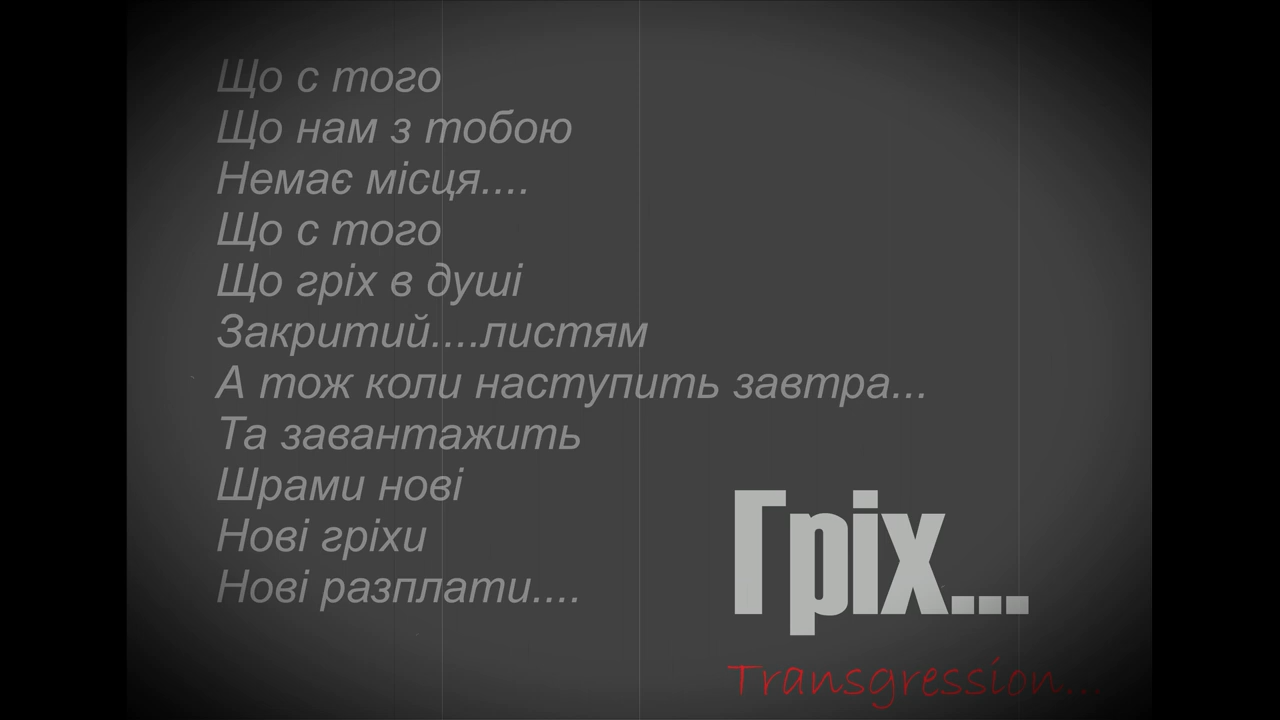 Що с того
Що нам з тобою
Немає місця....
Що с того
Що гріх в душі
Закритий....листям
А тож коли наступить завтра...
Та завантажить
Шрами нові
Нові гріхи
Нові разплати....
Гріх...
Transgression...